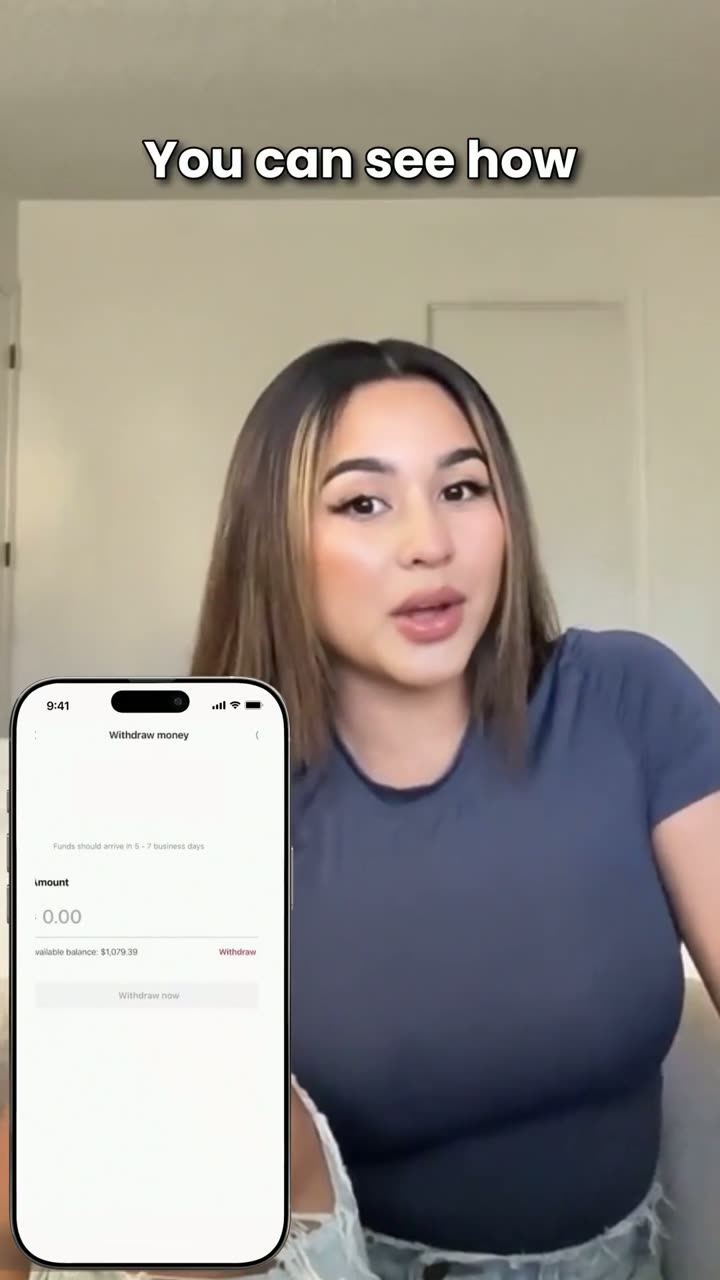 You can see how
9:41
Withdraw money
Funds should arrive in 5 - 7 business days
Amount
0.00
vailable balance: $1,079.39
Withdraw
Withdraw now